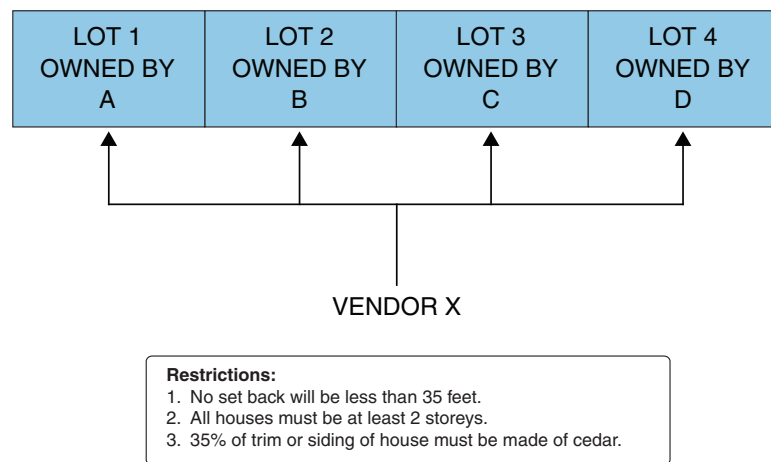 LOT 1
OWNED BY
A
LOT 2
OWNED BY
B
LOT 3
OWNED BY
C
LOT 4
OWNED BY
D
VENDOR X
Restrictions:
1. No set back will be less than 35 feet.
2. All houses must be at least 2 storeys.
3. 35% of trim or siding of house must be made of cedar.